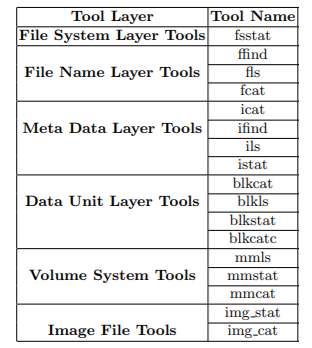 Tool Layer Tool Name
File System Layer Tools fsstat
ffind
File Name Layer Tools fls
fcat
icat
Meta Data Layer Tools ifind
ils
istat
blkcat
Data Unit Layer Tools blkls
blkstat
blkcatc
mmls
Volume System Tools mmstat
mmcat
img_stat
Image File Tools img_cat